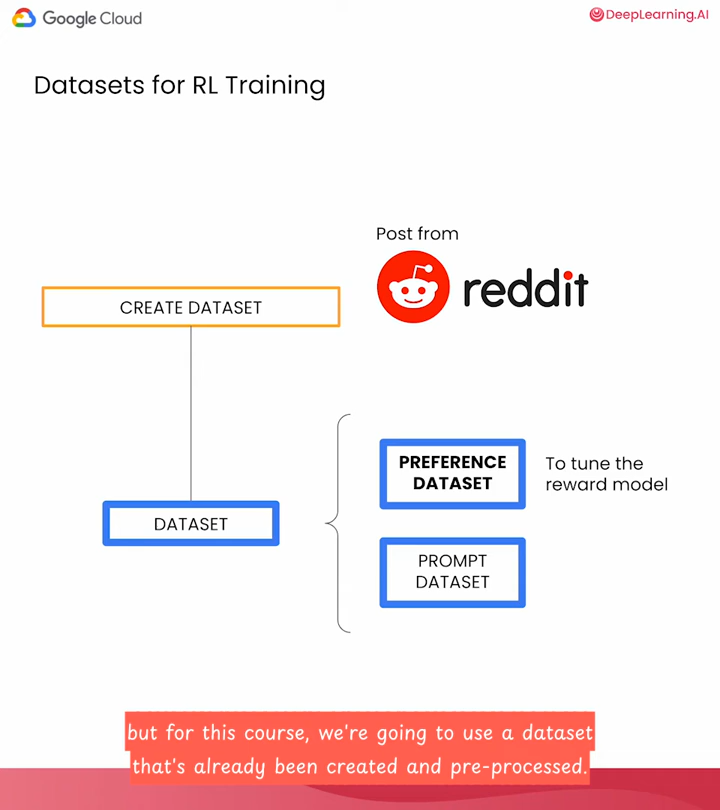 Google Cloud
DeepLearning.AI
Datasets for RL Training
Post from
reddit
CREATE DATASET
PREFERENCE
DATASET
To tune the
reward model
DATASET
PROMPT
DATASET
but for this course, we're going to use a dataset
that's already been created and pre-processed.